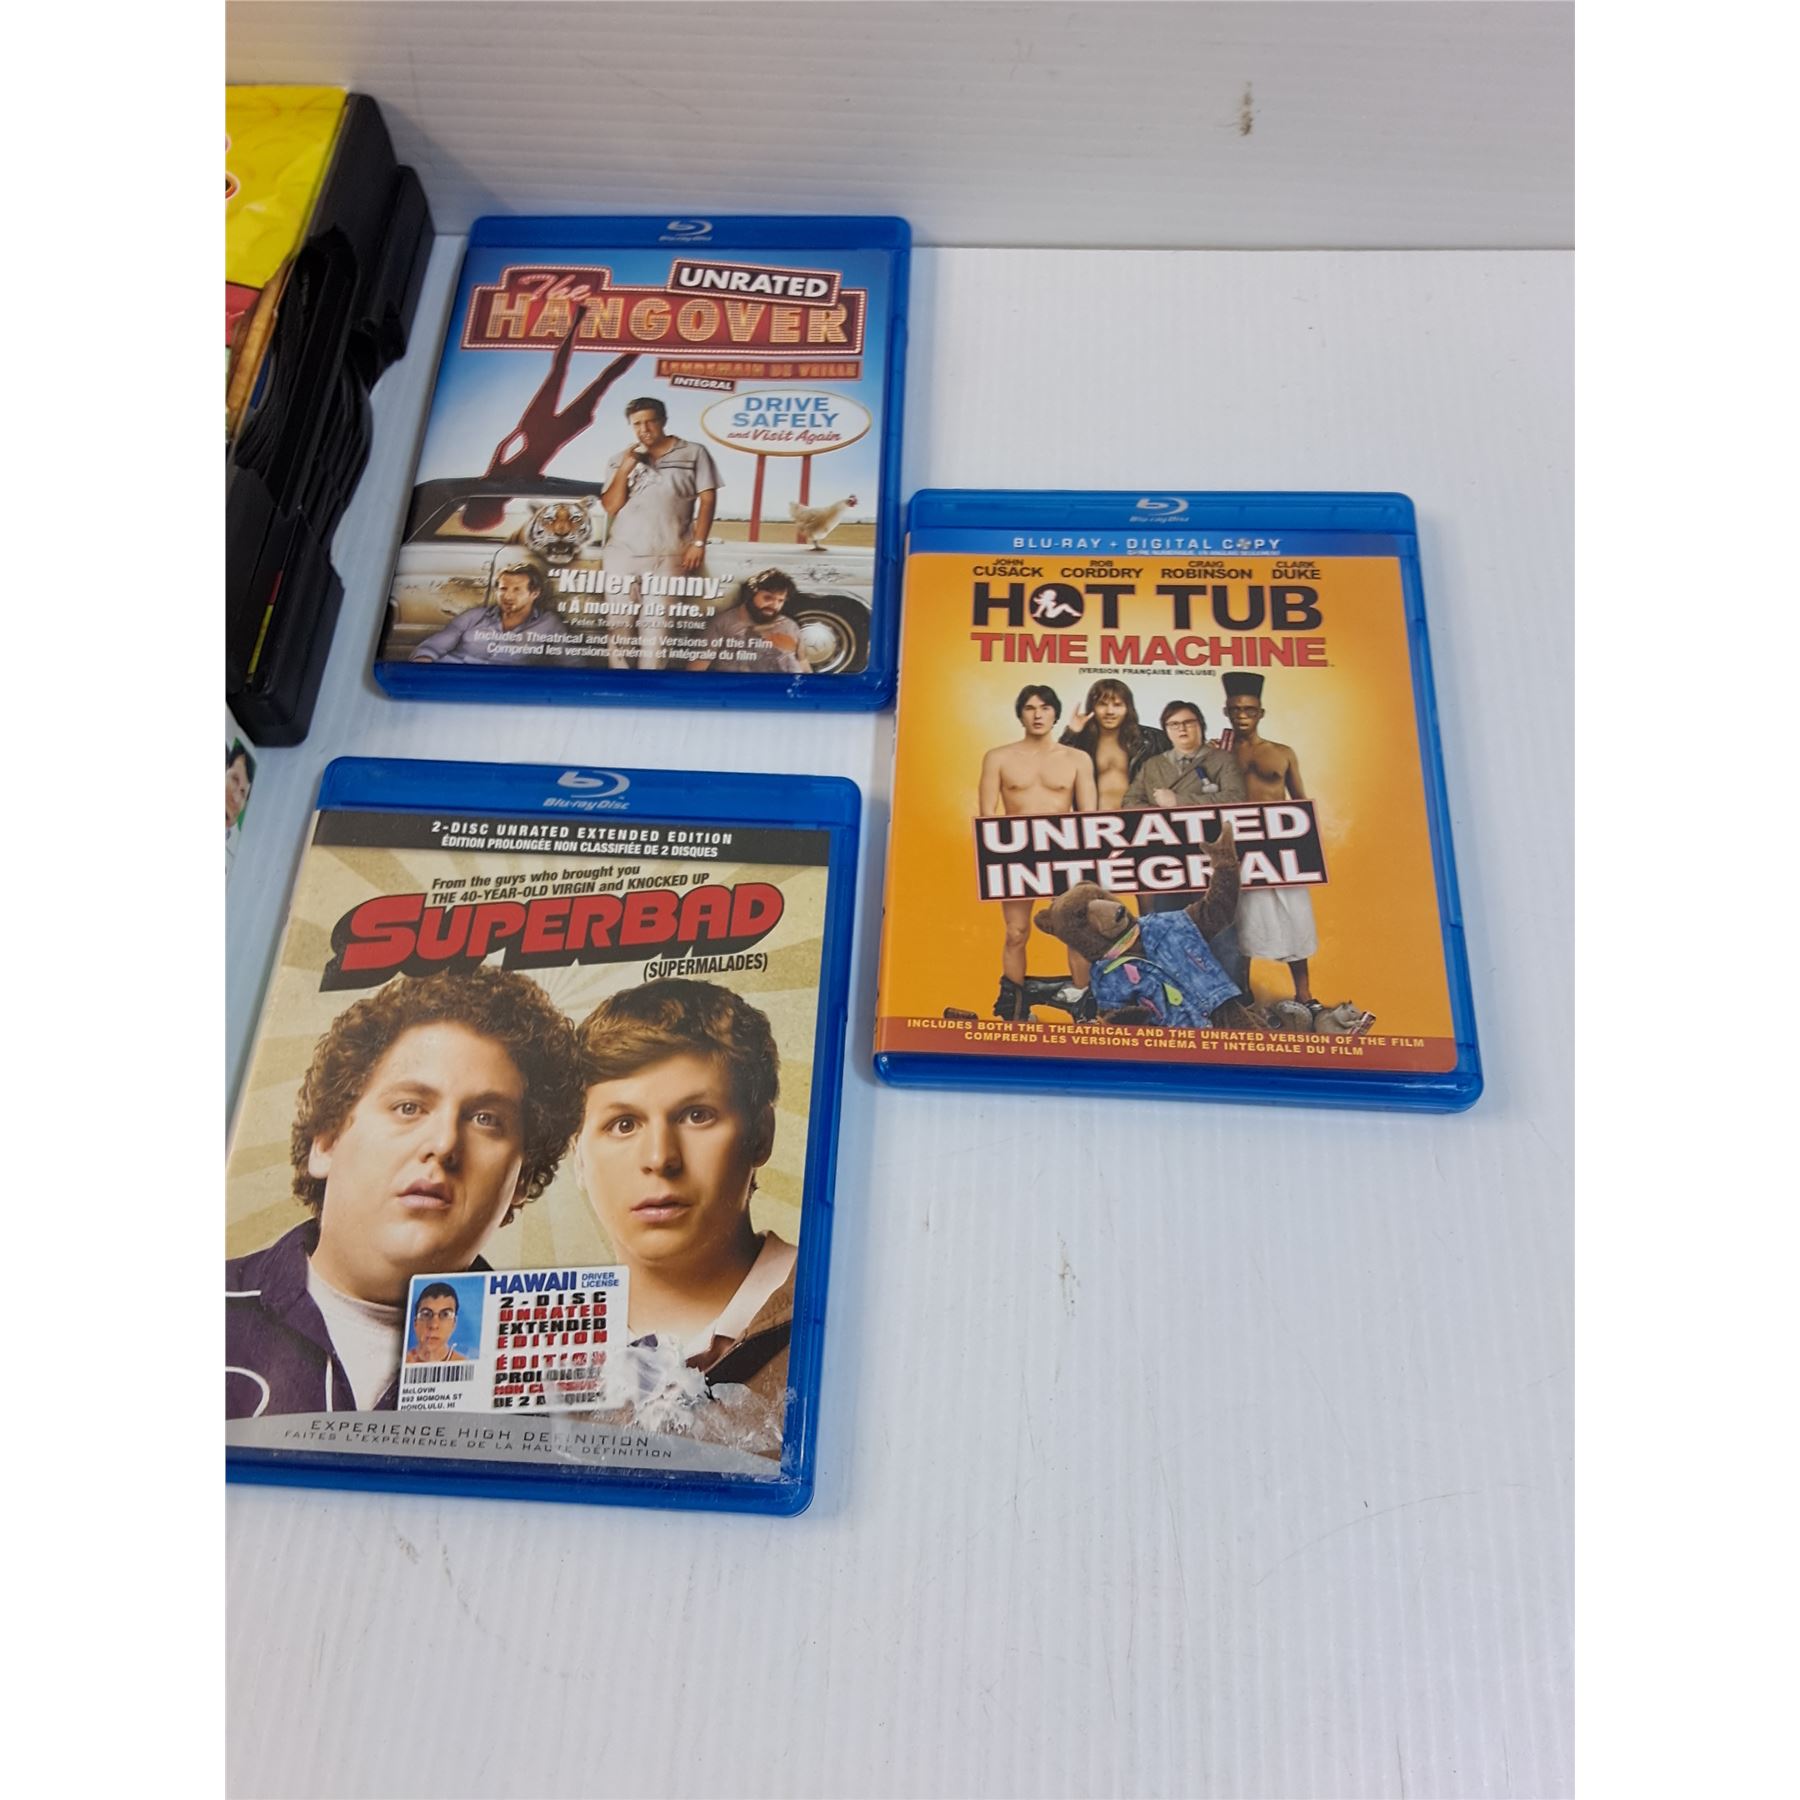 Blu-ray Disc
UNRATED
The
HANGOVER
LENDEMAIN DE VEILLE
INTEGRAL
DRIVE
SAFELY
and Visit Again
"Killer funny."
« À mourir de rire. »
– Peter Travers, ROLLING STONE
Includes Theatrical and Unrated Versions of the Film
Comprend les versions cinéma et intégrale du film
Blu-ray Disc
BLU-RAY + DIGITAL COPY
JOHN CUSACK ROB CORDDRY CRAIG ROBINSON CLARK DUKE
HOT TUB
TIME MACHINE
(VERSION FRANÇAISE INCLUSE)
UNRATED
INTÉGRAL
INCLUDES BOTH THE THEATRICAL AND THE UNRATED VERSION OF THE FILM
COMPREND LES VERSIONS CINÉMA ET INTÉGRALE DU FILM
Blu-ray Disc
2-DISC UNRATED EXTENDED EDITION
ÉDITION PROLONGÉE NON CLASSIFIÉE DE 2 DISQUES
From the guys who brought you
THE 40-YEAR-OLD VIRGIN and KNOCKED UP
SUPERBAD
(SUPERMALADES)
HAWAII DRIVER LICENSE
2-DISC
UNRATED
EXTENDED
EDITION
ÉDITION
DE 2
McLOVIN
892 MOMONA ST
HONOLULU, HI
EXPERIENCE HIGH DEFINITION
FAITES L'EXPÉRIENCE DE LA HAUTE DÉFINITION